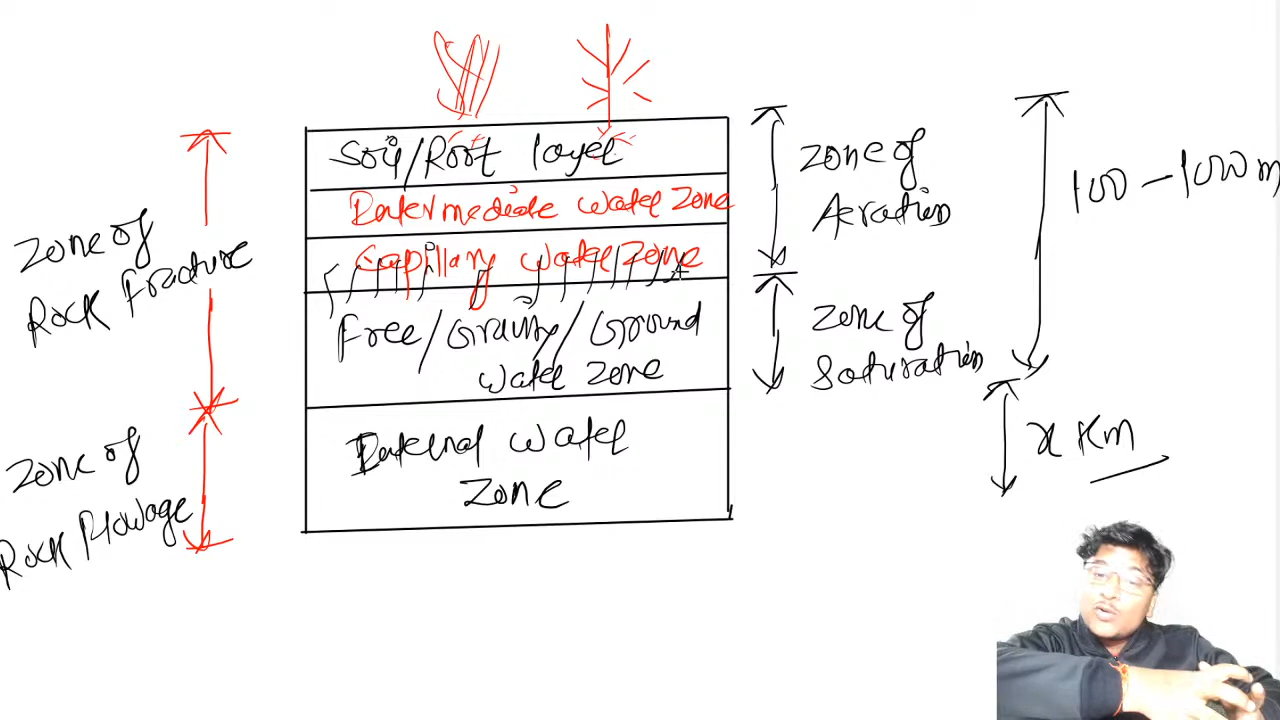 Soil/Root layer
Intermediate water zone
Capillary water zone
Free/Gravity/Ground
water zone
Internal water
zone
zone of
Rock fracture
zone of
Rock flowage
zone of
Aeration
zone of
Saturation
100-1000m
x km